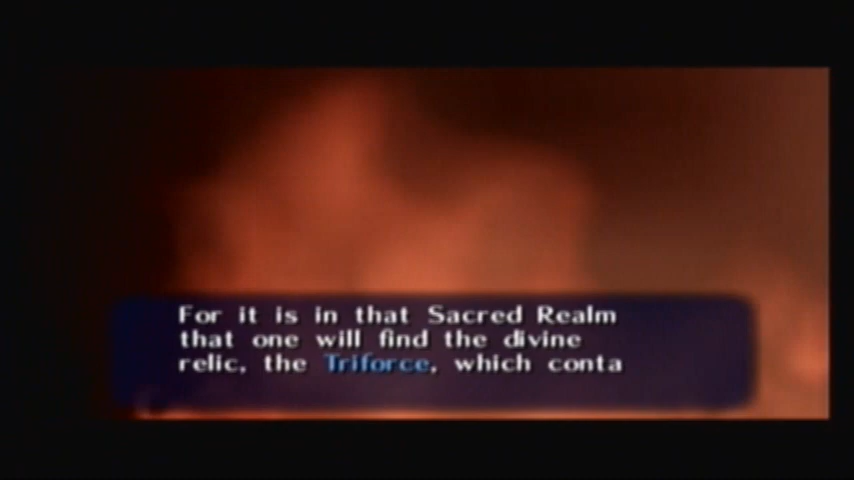 For it is in that Sacred Realm
that one will find the divine
relic, the Triforce, which conta